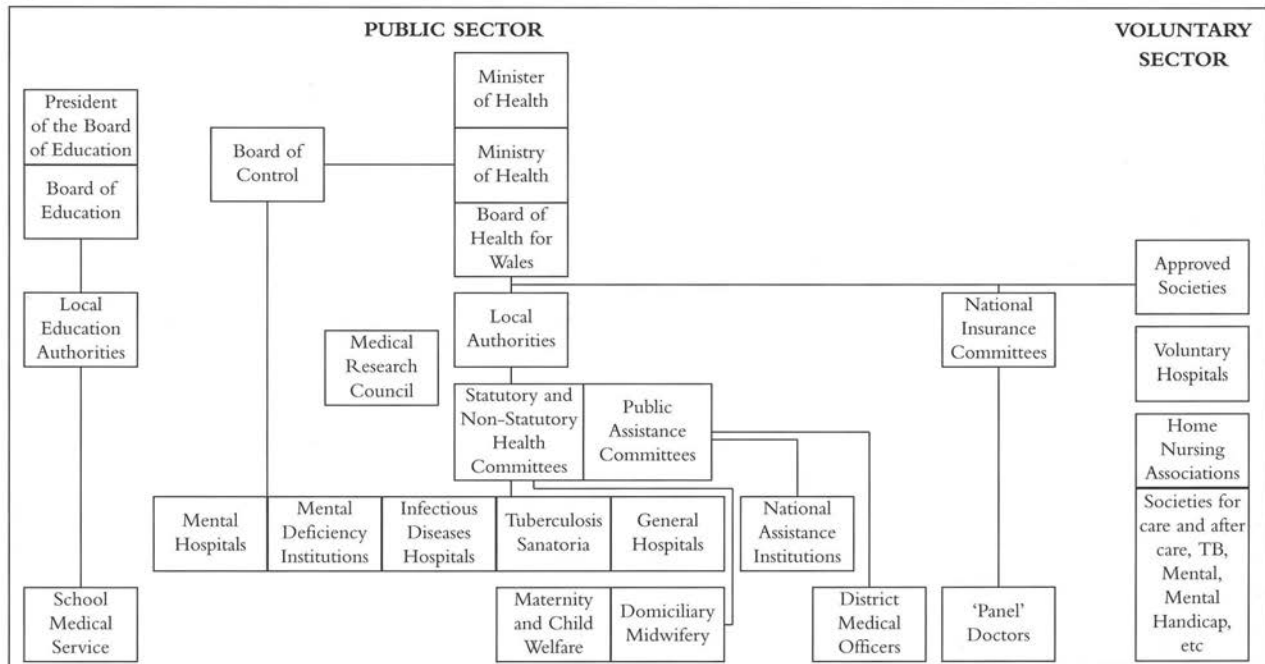 PUBLIC SECTOR
VOLUNTARY
SECTOR
Minister
of Health
President
of the Board
of Education
Board of
Control
Ministry
of Health
Board of
Education
Board of
Health for
Wales
Approved
Societies
Local
Education
Authorities
Local
Authorities
National
Insurance
Committees
Medical
Research
Council
Voluntary
Hospitals
Statutory and
Non-Statutory
Health
Committees
Public
Assistance
Committees
Home
Nursing
Associations
Mental
Hospitals
Mental
Deficiency
Institutions
Infectious
Diseases
Hospitals
Tuberculosis
Sanatoria
General
Hospitals
National
Assistance
Institutions
Societies for
care and after
care, TB,
Mental,
Mental
Handicap,
etc
School
Medical
Service
Maternity
and Child
Welfare
Domiciliary
Midwifery
District
Medical
Officers
‘Panel’
Doctors